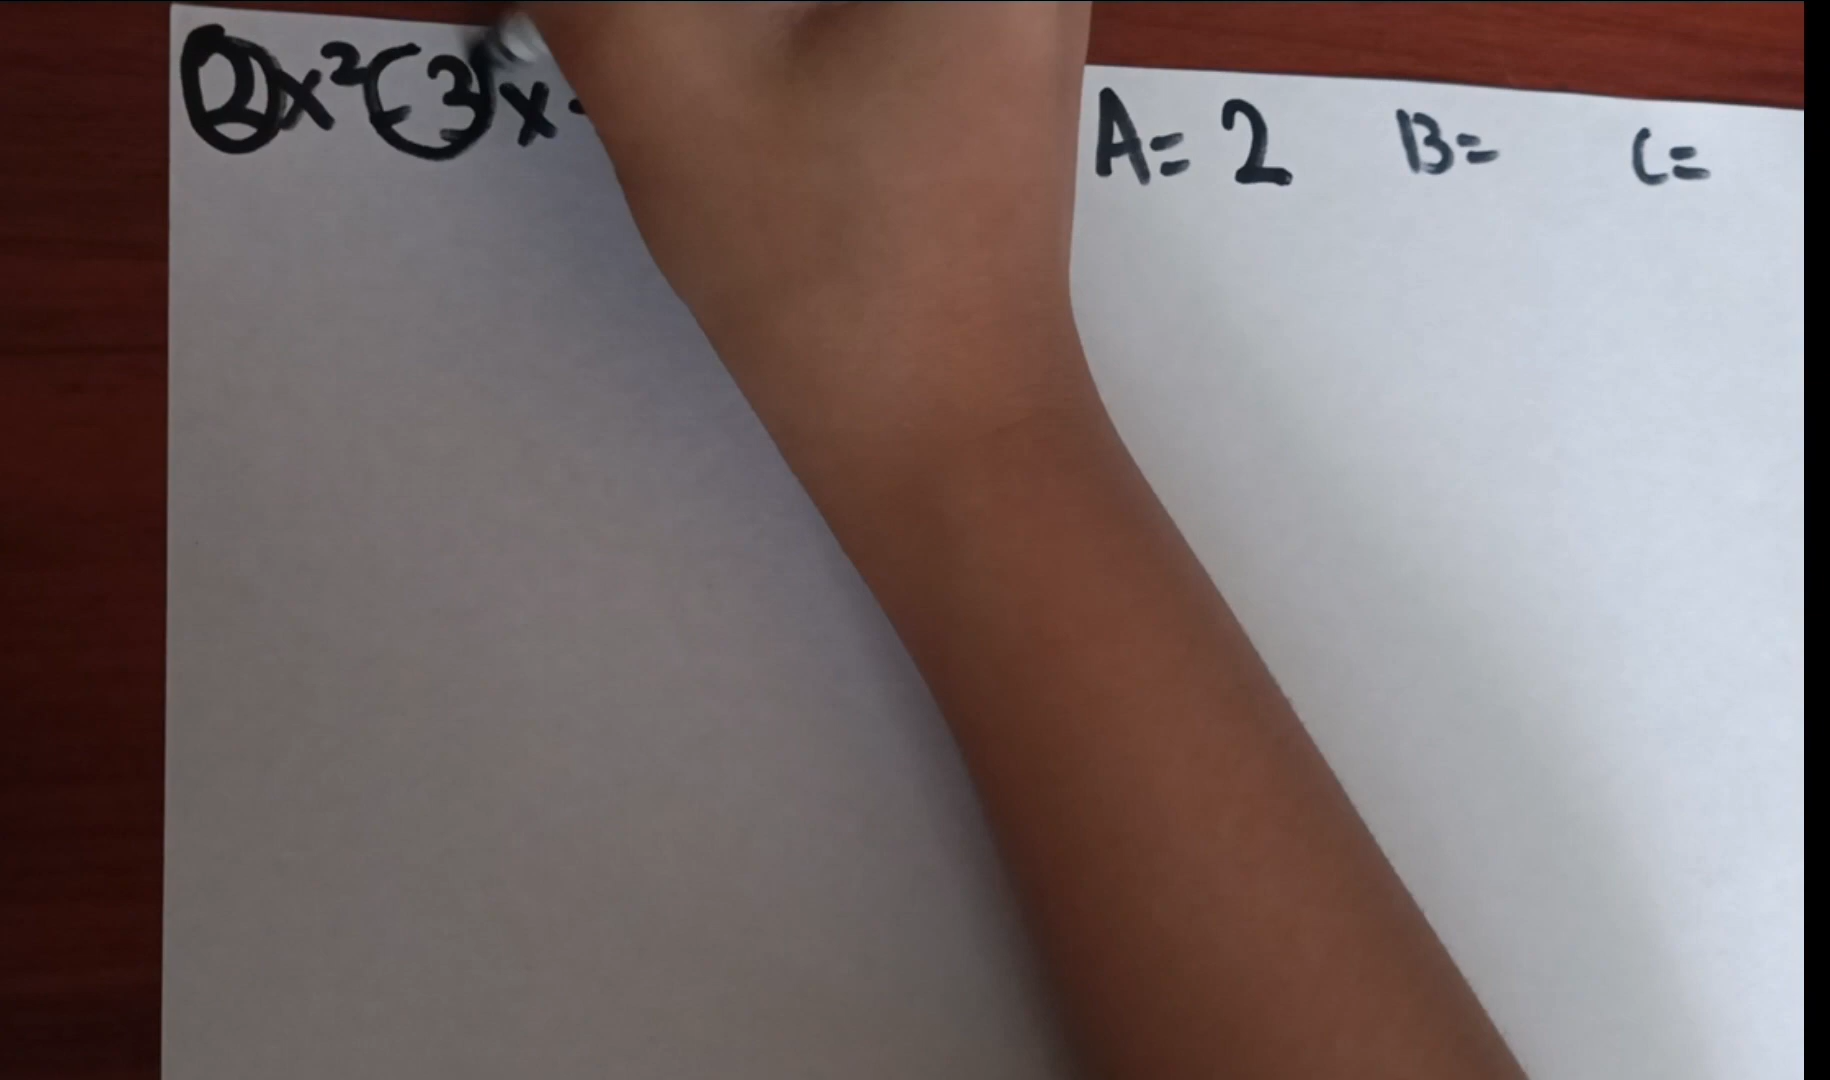 2x²-3x- A=2 B= C=